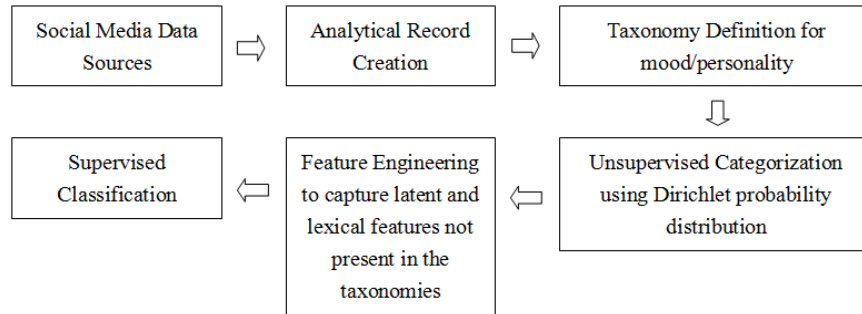 Social Media Data
Sources
Analytical Record
Creation
Taxonomy Definition for
mood/personality
Unsupervised Categorization
using Dirichlet probability
distribution
Feature Engineering
to capture latent and
lexical features not
present in the
taxonomies
Supervised
Classification